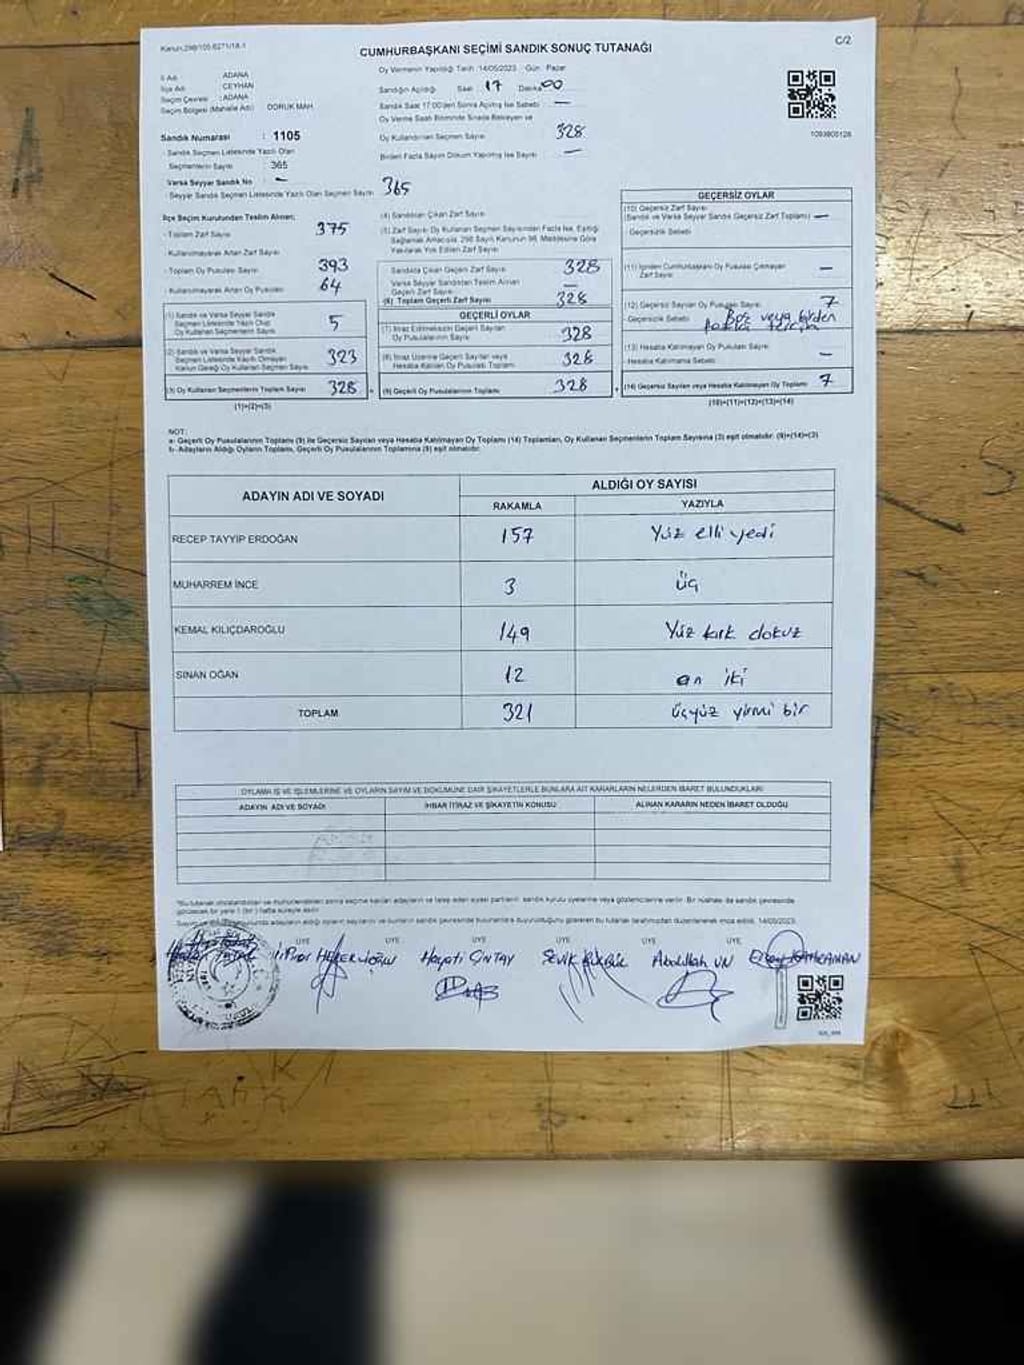 Kanun:298/105.6271/18.1
C/2
CUMHURBAŞKANI SEÇİMİ SANDIK SONUÇ TUTANAĞI
İl Adı : ADANA
İlçe Adı : CEYHAN
Seçim Çevresi : ADANA
Seçim Bölgesi (Mahalle Adı) DORUK MAH.
Sandık Numarası : 1105
- Sandık Seçmen Listesinde Yazılı Olan
Seçmenlerin Sayısı 365
Varsa Seyyar Sandık No : —
- Seyyar Sandık Seçmen Listesinde Yazılı Olan Seçmen Sayısı 365
Oy Vermenin Yapıldığı Tarih :14/05/2023 Gün : Pazar
Sandığın Açıldığı Saat 17 Dakika 00
Sandık Saat 17:00'den Sonra Açılmış İse Sebebi —
Oy Verme Saati Bitiminde Sırada Bekleyen ve
Oy Kullandırılan Seçmen Sayısı 328
Birden Fazla Sayım Döküm Yapılmış İse Sayısı —
1093805128
İlçe Seçim Kurulundan Teslim Alınan;
- Toplam Zarf Sayısı 375
- Kullanılmayarak Artan Zarf Sayısı
- Toplam Oy Pusulası Sayısı 393
- Kullanılmayarak Artan Oy Pusulası 64
(1) Sandık ve Varsa Seyyar Sandık
Seçmen Listesinde Yazılı Olup
Oy Kullanan Seçmenlerin Sayısı 5
(2) Sandık ve Varsa Seyyar Sandık
Seçmen Listesinde Yazılı Olmayan
Kanun Gereği Oy Kullanan Seçmen Sayısı 323
(3) Oy Kullanan Seçmenlerin Toplam Sayısı 328
(1)+(2)=(3)
(4) Sandıktan Çıkan Zarf Sayısı
(5) Zarf Sayısı Oy Kullanan Seçmen Sayısından Fazla İse, Eşitliği
Sağlamak Amacıyla, 298 Sayılı Kanunun 98. Maddesine Göre
Yakılarak Yok Edilen Zarf Sayısı
Sandıkta Çıkan Geçerli Zarf Sayısı 328
Varsa Seyyar Sandıktan Teslim Alınan
Geçerli Zarf Sayısı —
(6) Toplam Geçerli Zarf Sayısı 328
GEÇERLİ OYLAR
(7) İtiraz Edilmeksizin Geçerli Sayılan
Oy Pusulalarının Sayısı 328
(8) İtiraz Üzerine Geçerli Sayılan veya
Hesaba Katılan Oy Pusulası Toplamı 328
(9) Geçerli Oy Pusulalarının Toplamı 328
GEÇERSİZ OYLAR
(10) Geçersiz Zarf Sayısı
(Sandık ve Varsa Seyyar Sandık Geçersiz Zarf Toplamı) —
- Geçersizlik Sebebi
(11) İçinden Cumhurbaşkanı Oy Pusulası Çıkmayan
Zarf Sayısı —
(12) Geçersiz Sayılan Oy Pusulası Sayısı 7
- Geçersizlik Sebebi Boş veya birden
fazla tercih
(13) Hesaba Katılmayan Oy Pusulası Sayısı
- Hesaba Katılmama Sebebi —
(14) Geçersiz Sayılan veya Hesaba Katılmayan Oy Toplamı 7
(10)+(11)+(12)+(13)=(14)
NOT:
a- Geçerli Oy Pusulalarının Toplamı (9) ile Geçersiz Sayılan veya Hesaba Katılmayan Oy Toplamı (14) Toplamları, Oy Kullanan Seçmenlerin Toplam Sayısına (3) eşit olmalıdır. (9)+(14)=(3)
b- Adayların Aldığı Oyların Toplamı, Geçerli Oy Pusulalarının Toplamına (9) eşit olmalıdır.
ADAYIN ADI VE SOYADI ALDIĞI OY SAYISI
RAKAMLA YAZIYLA
RECEP TAYYİP ERDOĞAN 157 Yüz elli yedi
MUHARREM İNCE 3 üç
KEMAL KILIÇDAROĞLU 149 Yüz kırk dokuz
SİNAN OĞAN 12 on iki
TOPLAM 321 üçyüz yirmi bir
OYLAMA İŞ VE İŞLEMLERİNE VE OYLARIN SAYIM VE DÖKÜMÜNE DAİR ŞİKAYETLERLE BUNLARA AİT KARARLARIN NELERDEN İBARET BULUNDUKLARI
ADAYIN ADI VE SOYADI İHBAR İTİRAZ VE ŞİKAYETİN KONUSU ALINAN KARARIN NEDEN İBARET OLDUĞU
ÜYE ÜYE ÜYE ÜYE ÜYE ÜYE
Hayati ÇINTAY Abdullah UN